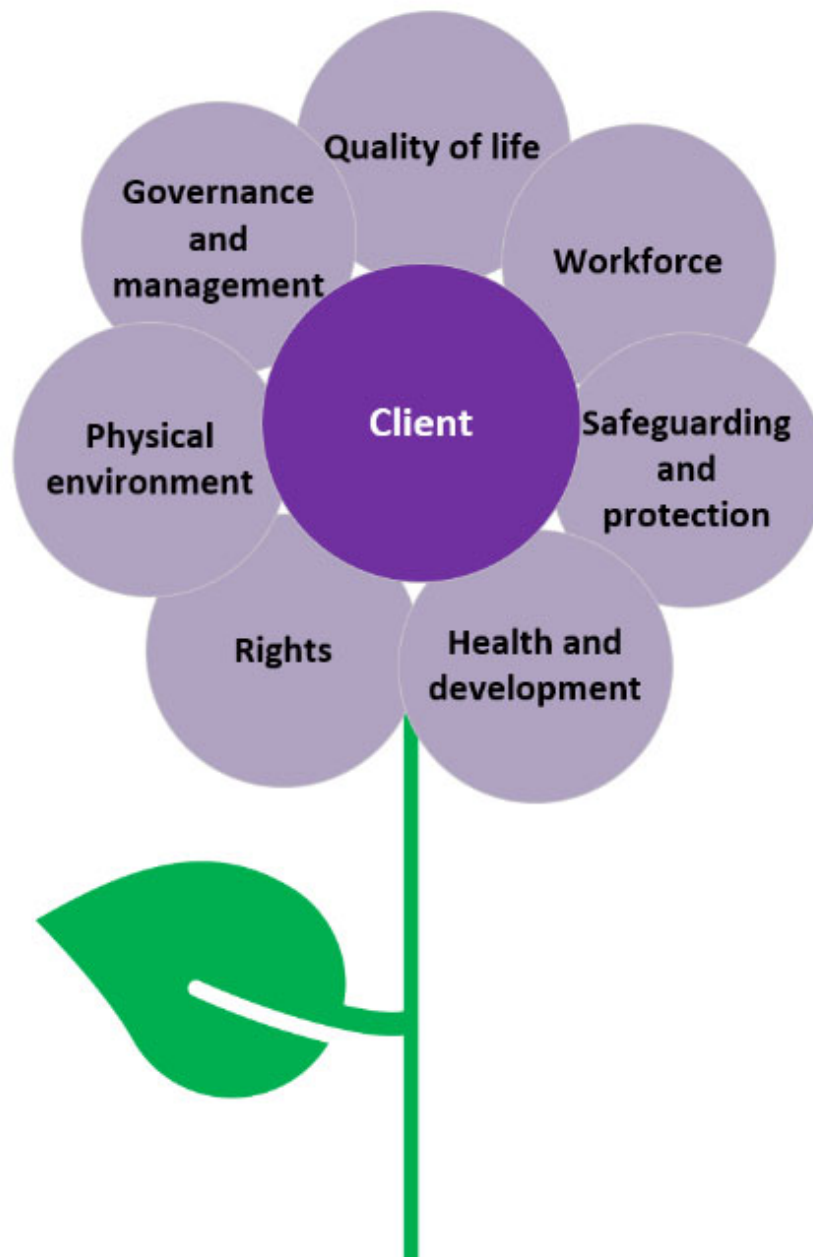 Quality of life
Governance
and
management
Workforce
Client
Physical
environment
Safeguarding
and
protection
Rights
Health and
development